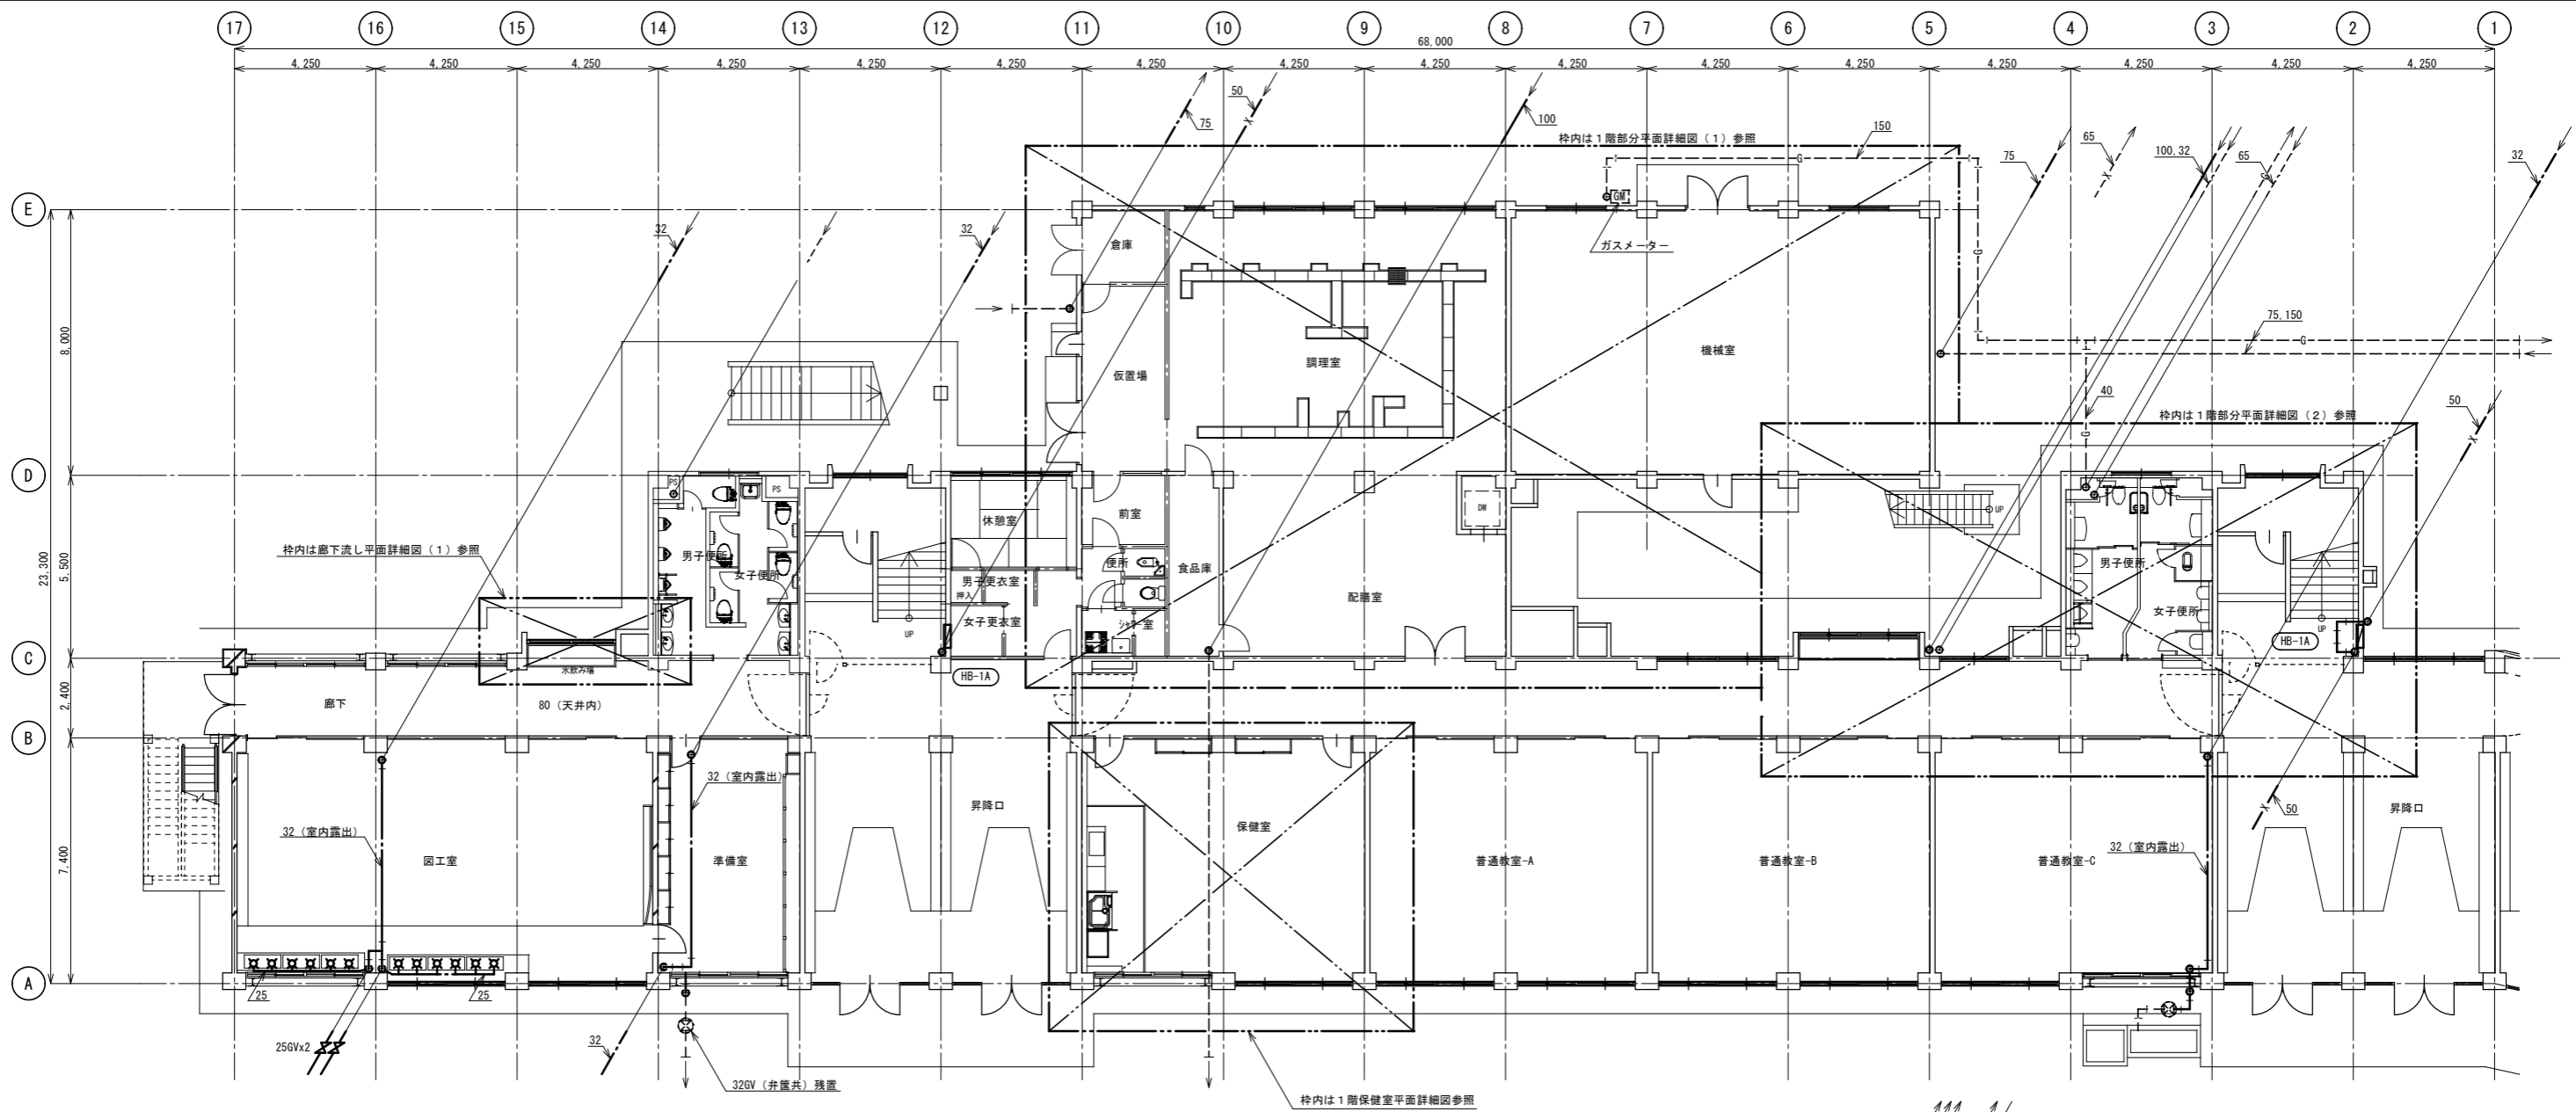 17 16 15 14 13 12 11 10 9 8 7 6 5 4 3 2 1
68,000
4,250 4,250 4,250 4,250 4,250 4,250 4,250 4,250 4,250 4,250 4,250 4,250 4,250 4,250 4,250 4,250
50
75
100
枠内は1階部分平面詳細図（1）参照
150
75
65
100,32
65
32
E
GM
G
32
32
倉庫
ガスメーター
G
8,000
75,150
G
機械室
調理室
仮置場
40
枠内は1階部分平面詳細図（2）参照
50
X
G
D
PS
PS
DW
UP
休憩室
前室
枠内は廊下流し平面詳細図（1）参照
男子便所
女子便所
便所
食品庫
男子便所
23,300
5,500
男子更衣室
押入
配膳室
女子便所
女子更衣室
シャワー室
UP
UP
HB-1A
C
水飲み場
HB-1A
2,400
廊下
80（天井内）
B
32（室内露出）
昇降口
保健室
X
50
昇降口
32（室内露出）
図工室
準備室
普通教室-A
普通教室-B
普通教室-C
32（室内露出）
7,400
A
25
25
25GVx2
32
32GV（弁筐共）残置
枠内は1階保健室平面詳細図参照